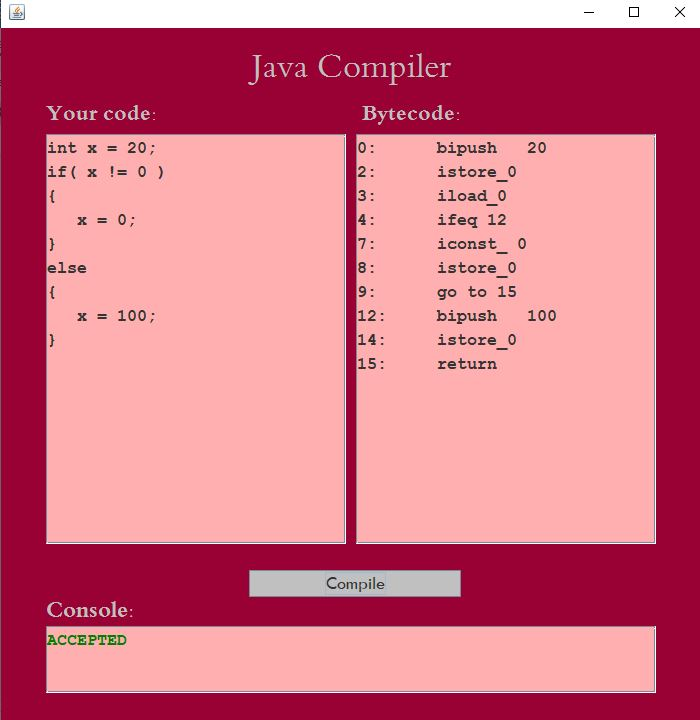 Java Compiler
Your code:
int x = 20;
if( x != 0 )
{
   x = 0;
}
else
{
   x = 100;
}
Bytecode:
0:      bipush   20
2:      istore_0
3:      iload_0
4:      ifeq 12
7:      iconst_ 0
8:      istore_0
9:      go to 15
12:     bipush   100
14:     istore_0
15:     return
Compile
Console:
ACCEPTED